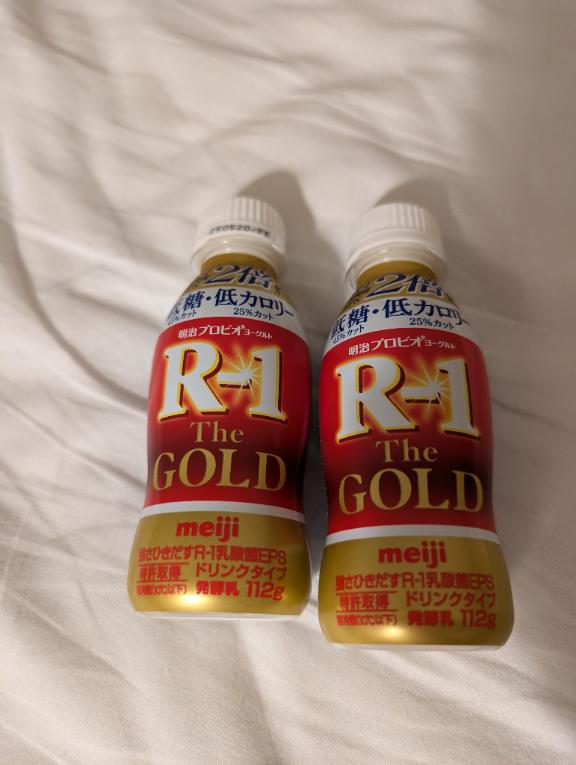 250520
2倍
低糖・低カロリー
25%カット
明治プロビオヨーグルト
R-1
The
GOLD
meiji
強さひきだすR-1乳酸菌EPS
特許取得
ドリンクタイプ
発酵乳 112g
2倍
低糖・低カロリー
25%カット
明治プロビオヨーグルト
R-1
The
GOLD
meiji
強さひきだすR-1乳酸菌EPS
特許取得
ドリンクタイプ
発酵乳 112g